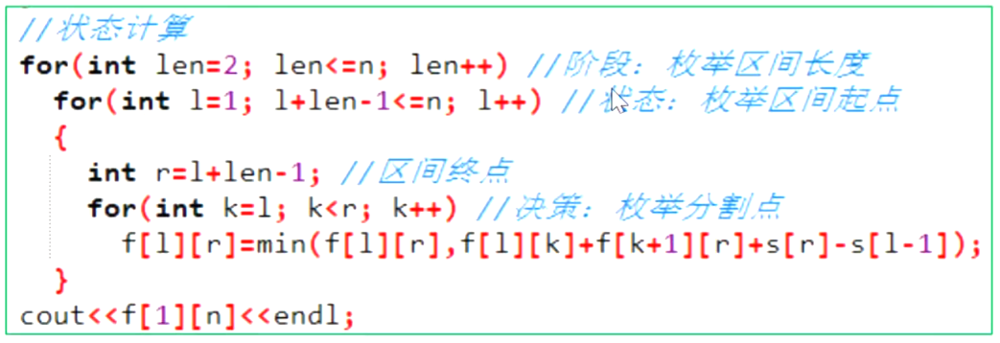 //状态计算
for(int len=2; len<=n; len++) //阶段：枚举区间长度
for(int l=1; l+len-1<=n; l++) //状态：枚举区间起点
{
int r=l+len-1; //区间终点
for(int k=l; k<r; k++) //决策：枚举分割点
f[l][r]=min(f[l][r],f[l][k]+f[k+1][r]+s[r]-s[l-1]);
}
cout<<f[1][n]<<endl;